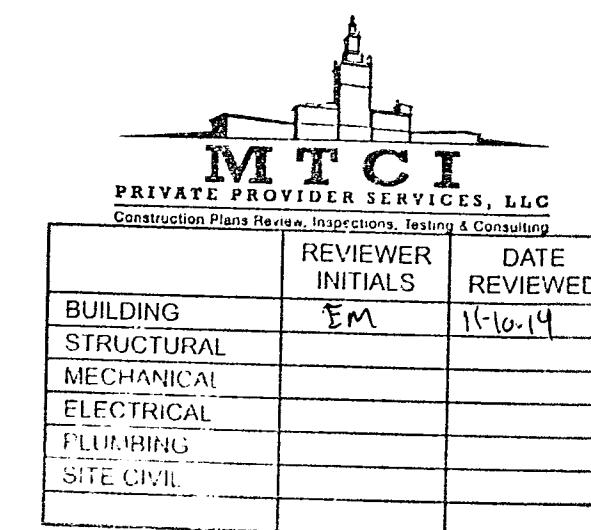 MTCI
PRIVATE PROVIDER SERVICES, LLC
Construction Plans Review, Inspections, Testing & Consulting
REVIEWER INITIALS DATE REVIEWED
BUILDING EM 11-10-14
STRUCTURAL
MECHANICAL
ELECTRICAL
PLUMBING
SITE CIVIL